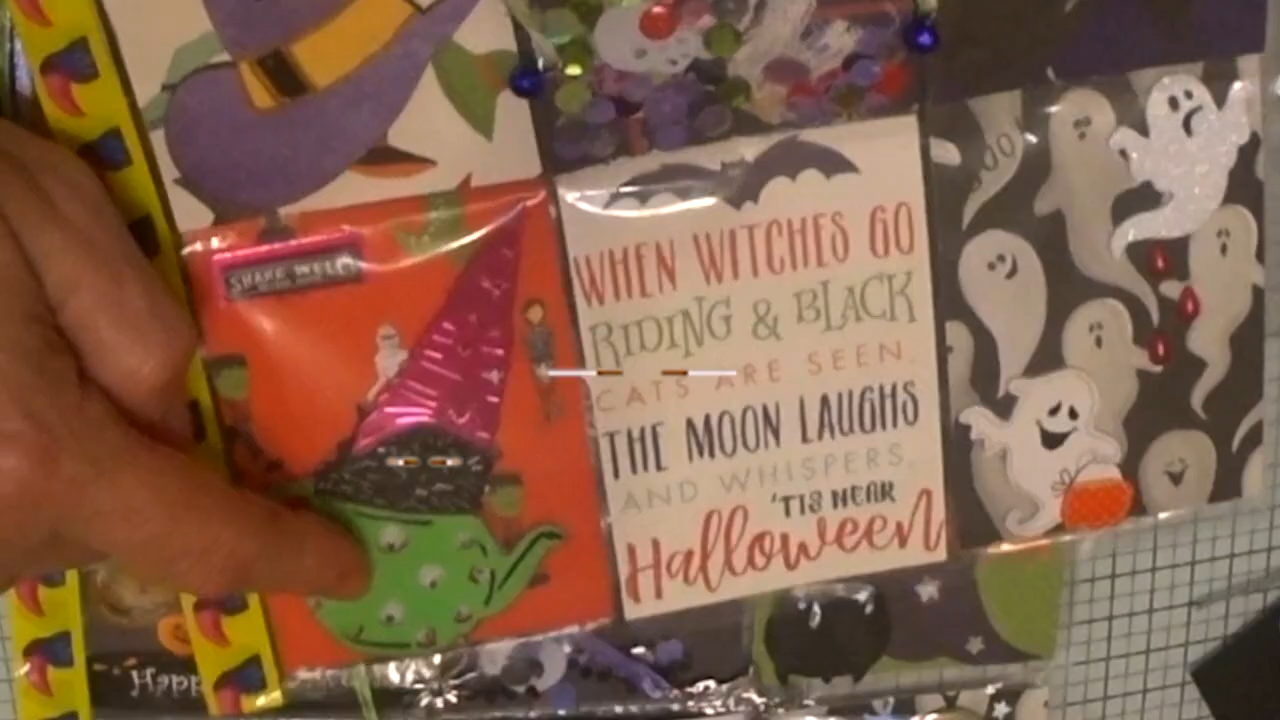 SHAKE WELL
WHEN WITCHES GO
RIDING & BLACK
CATS ARE SEEN,
THE MOON LAUGHS
AND WHISPERS,
'TIS NEAR
Halloween
Happ